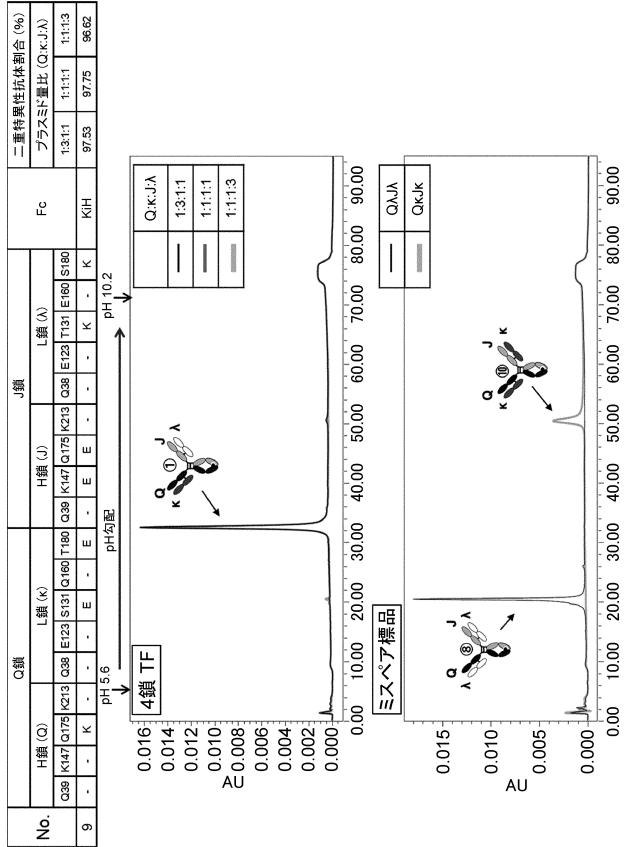 No. Q鎖 J鎖 Fc 二重特異性抗体割合 (%)
H鎖 (Q) L鎖 (κ) H鎖 (J) L鎖 (λ) プラスミド量比 (Q:κ:J:λ)
Q39 K147 Q175 K213 Q38 E123 S131 Q160 T180 Q39 K147 Q175 K213 Q38 E123 T131 E160 S180 1:3:1:1 1:1:1:1 1:1:1:3
9 - - K - - - E - E - E E - - - K - K KiH 97.53 97.75 96.62
pH 5.6 pH勾配 pH 10.2
4鎖 TF
Q:κ:J:λ
1:3:1:1
1:1:1:1
1:1:1:3
① Q J
κ λ
AU
0.016
0.014
0.012
0.010
0.008
0.006
0.004
0.002
0.000
0.00 10.00 20.00 30.00 40.00 50.00 60.00 70.00 80.00 90.00
ミスペア標品
QλJλ
QκJκ
⑧ Q J
λ λ
⑩ Q J
κ κ
AU
0.015
0.010
0.005
0.000
0.00 10.00 20.00 30.00 40.00 50.00 60.00 70.00 80.00 90.00